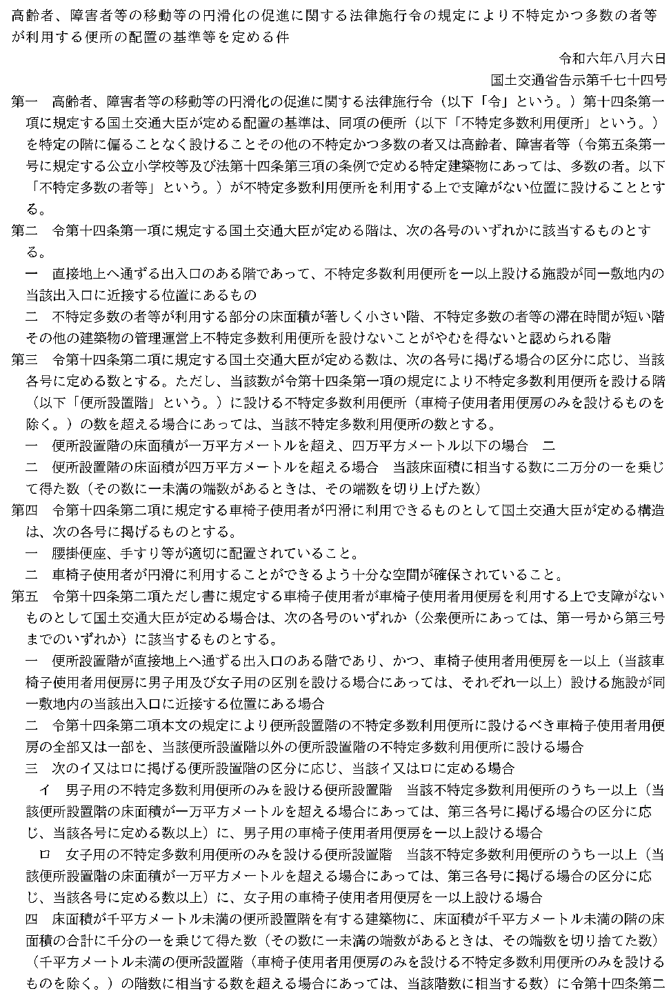 高齢者、障害者等の移動等の円滑化の促進に関する法律施行令の規定により不特定かつ多数の者等
が利用する便所の配置の基準等を定める件
令和六年八月六日
国土交通省告示第千七十四号
第一　高齢者、障害者等の移動等の円滑化の促進に関する法律施行令（以下「令」という。）第十四条第一
項に規定する国土交通大臣が定める配置の基準は、同項の便所（以下「不特定多数利用便所」という。）
を特定の階に偏ることなく設けることその他の不特定かつ多数の者又は高齢者、障害者等（令第五条第一
号に規定する公立小学校等及び法第十四条第三項の条例で定める特定建築物にあっては、多数の者。以下
「不特定多数の者等」という。）が不特定多数利用便所を利用する上で支障がない位置に設けることとす
る。
第二　令第十四条第一項に規定する国土交通大臣が定める階は、次の各号のいずれかに該当するものとす
る。
一　直接地上へ通ずる出入口のある階であって、不特定多数利用便所を一以上設ける施設が同一敷地内の
当該出入口に近接する位置にあるもの
二　不特定多数の者等が利用する部分の床面積が著しく小さい階、不特定多数の者等の滞在時間が短い階
その他の建築物の管理運営上不特定多数利用便所を設けないことがやむを得ないと認められる階
第三　令第十四条第二項に規定する国土交通大臣が定める数は、次の各号に掲げる場合の区分に応じ、当該
各号に定める数とする。ただし、当該数が令第十四条第一項の規定により不特定多数利用便所を設ける階
（以下「便所設置階」という。）に設ける不特定多数利用便所（車椅子使用者用便房のみを設けるものを
除く。）の数を超える場合にあっては、当該不特定多数利用便所の数とする。
一　便所設置階の床面積が一万平方メートルを超え、四万平方メートル以下の場合　二
二　便所設置階の床面積が四万平方メートルを超える場合　当該床面積に相当する数に二万分の一を乗じ
て得た数（その数に一未満の端数があるときは、その端数を切り上げた数）
第四　令第十四条第二項に規定する車椅子使用者が円滑に利用できるものとして国土交通大臣が定める構造
は、次の各号に掲げるものとする。
一　腰掛便座、手すり等が適切に配置されていること。
二　車椅子使用者が円滑に利用することができるよう十分な空間が確保されていること。
第五　令第十四条第二項ただし書に規定する車椅子使用者が車椅子使用者用便房を利用する上で支障がない
ものとして国土交通大臣が定める場合は、次の各号のいずれか（公衆便所にあっては、第一号から第三号
までのいずれか）に該当するものとする。
一　便所設置階が直接地上へ通ずる出入口のある階であり、かつ、車椅子使用者用便房を一以上（当該車
椅子使用者用便房に男子用及び女子用の区別を設ける場合にあっては、それぞれ一以上）設ける施設が同
一敷地内の当該出入口に近接する位置にある場合
二　令第十四条第二項本文の規定により便所設置階の不特定多数利用便所に設けるべき車椅子使用者用便
房の全部又は一部を、当該便所設置階以外の便所設置階の不特定多数利用便所に設ける場合
三　次のイ又はロに掲げる便所設置階の区分に応じ、当該イ又はロに定める場合
イ　男子用の不特定多数利用便所のみを設ける便所設置階　当該不特定多数利用便所のうち一以上（当
該便所設置階の床面積が一万平方メートルを超える場合にあっては、第三各号に掲げる場合の区分に応
じ、当該各号に定める数以上）に、男子用の車椅子使用者用便房を一以上設ける場合
ロ　女子用の不特定多数利用便所のみを設ける便所設置階　当該不特定多数利用便所のうち一以上（当
該便所設置階の床面積が一万平方メートルを超える場合にあっては、第三各号に掲げる場合の区分に応
じ、当該各号に定める数以上）に、女子用の車椅子使用者用便房を一以上設ける場合
四　床面積が千平方メートル未満の便所設置階を有する建築物に、床面積が千平方メートル未満の階の床
面積の合計に千分の一を乗じて得た数（その数に一未満の端数があるときは、その端数を切り捨てた数）
（千平方メートル未満の便所設置階（車椅子使用者用便房のみを設ける不特定多数利用便所のみを設ける
ものを除く。）の階数に相当する数を超える場合にあっては、当該階数に相当する数）に令第十四条第二